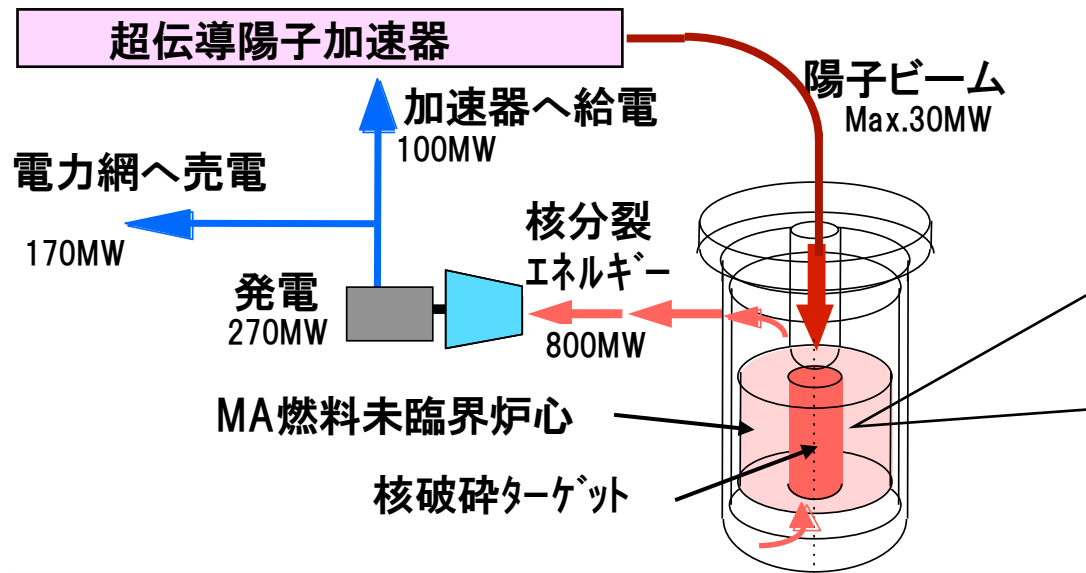 超伝導陽子加速器
陽子ビーム
Max.30MW
加速器へ給電
100MW
電力網へ売電
170MW
核分裂
エネルギー
800MW
発電
270MW
MA燃料未臨界炉心
核破砕ターゲット